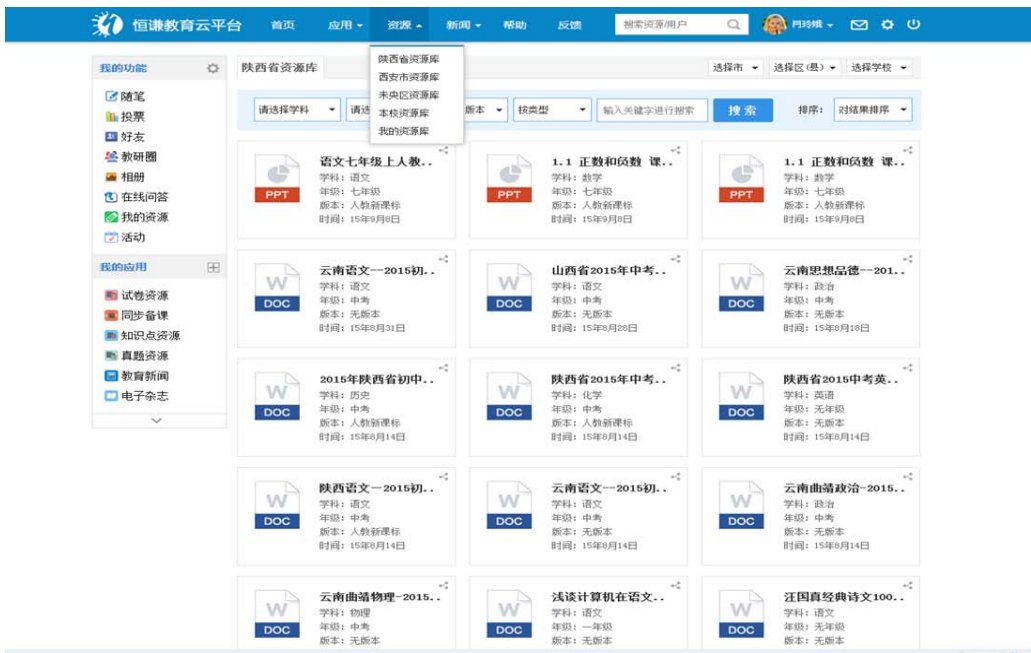 恒谦教育云平台 首页 应用 资源 新闻 帮助 反馈 搜索资源/用户
陕西省资源库
西安市资源库
未央区资源库
本校资源库
我的资源库
我的功能
随笔
投票
好友
教研圈
相册
在线问答
我的资源
活动
我的应用
试卷资源
同步备课
知识点资源
真题资源
教育新闻
电子杂志
陕西省资源库 选择市 选择区(县) 选择学校
请选择学科 请选 版本 按类型 输入关键字进行搜索 搜索 排序: 对结果排序
PPT
语文七年级上人教..
学科: 语文
年级: 七年级
版本: 人教新课标
时间: 15年9月8日
PPT
1.1 正数和负数 课..
学科: 数学
年级: 七年级
版本: 人教新课标
时间: 15年9月8日
PPT
1.1 正数和负数 课..
学科: 数学
年级: 七年级
版本: 人教新课标
时间: 15年9月8日
W
DOC
云南语文--2015初..
学科: 语文
年级: 中考
版本: 无版本
时间: 15年8月31日
W
DOC
山西省2015年中考..
学科: 语文
年级: 中考
版本: 无版本
时间: 15年8月28日
W
DOC
云南思想品德--201..
学科: 政治
年级: 中考
版本: 无版本
时间: 15年8月18日
W
DOC
2015年陕西省初中..
学科: 历史
年级: 中考
版本: 人教新课标
时间: 15年8月14日
W
DOC
陕西省2015年中考..
学科: 化学
年级: 中考
版本: 人教新课标
时间: 15年8月14日
W
DOC
陕西省2015中考英..
学科: 英语
年级: 无年级
版本: 无版本
时间: 15年8月14日
W
DOC
陕西语文－2015初..
学科: 语文
年级: 中考
版本: 人教新课标
时间: 15年8月14日
W
DOC
云南语文--2015初..
学科: 语文
年级: 中考
版本: 无版本
时间: 15年8月14日
W
DOC
云南曲靖政治-2015..
学科: 政治
年级: 中考
版本: 无版本
时间: 15年8月14日
W
DOC
云南曲靖物理-2015..
学科: 物理
年级: 中考
版本: 无版本
W
DOC
浅谈计算机在语文..
学科: 语文
年级: 一年级
版本: 无版本
W
DOC
汪国真经典诗文100..
学科: 语文
年级: 无年级
版本: 无版本